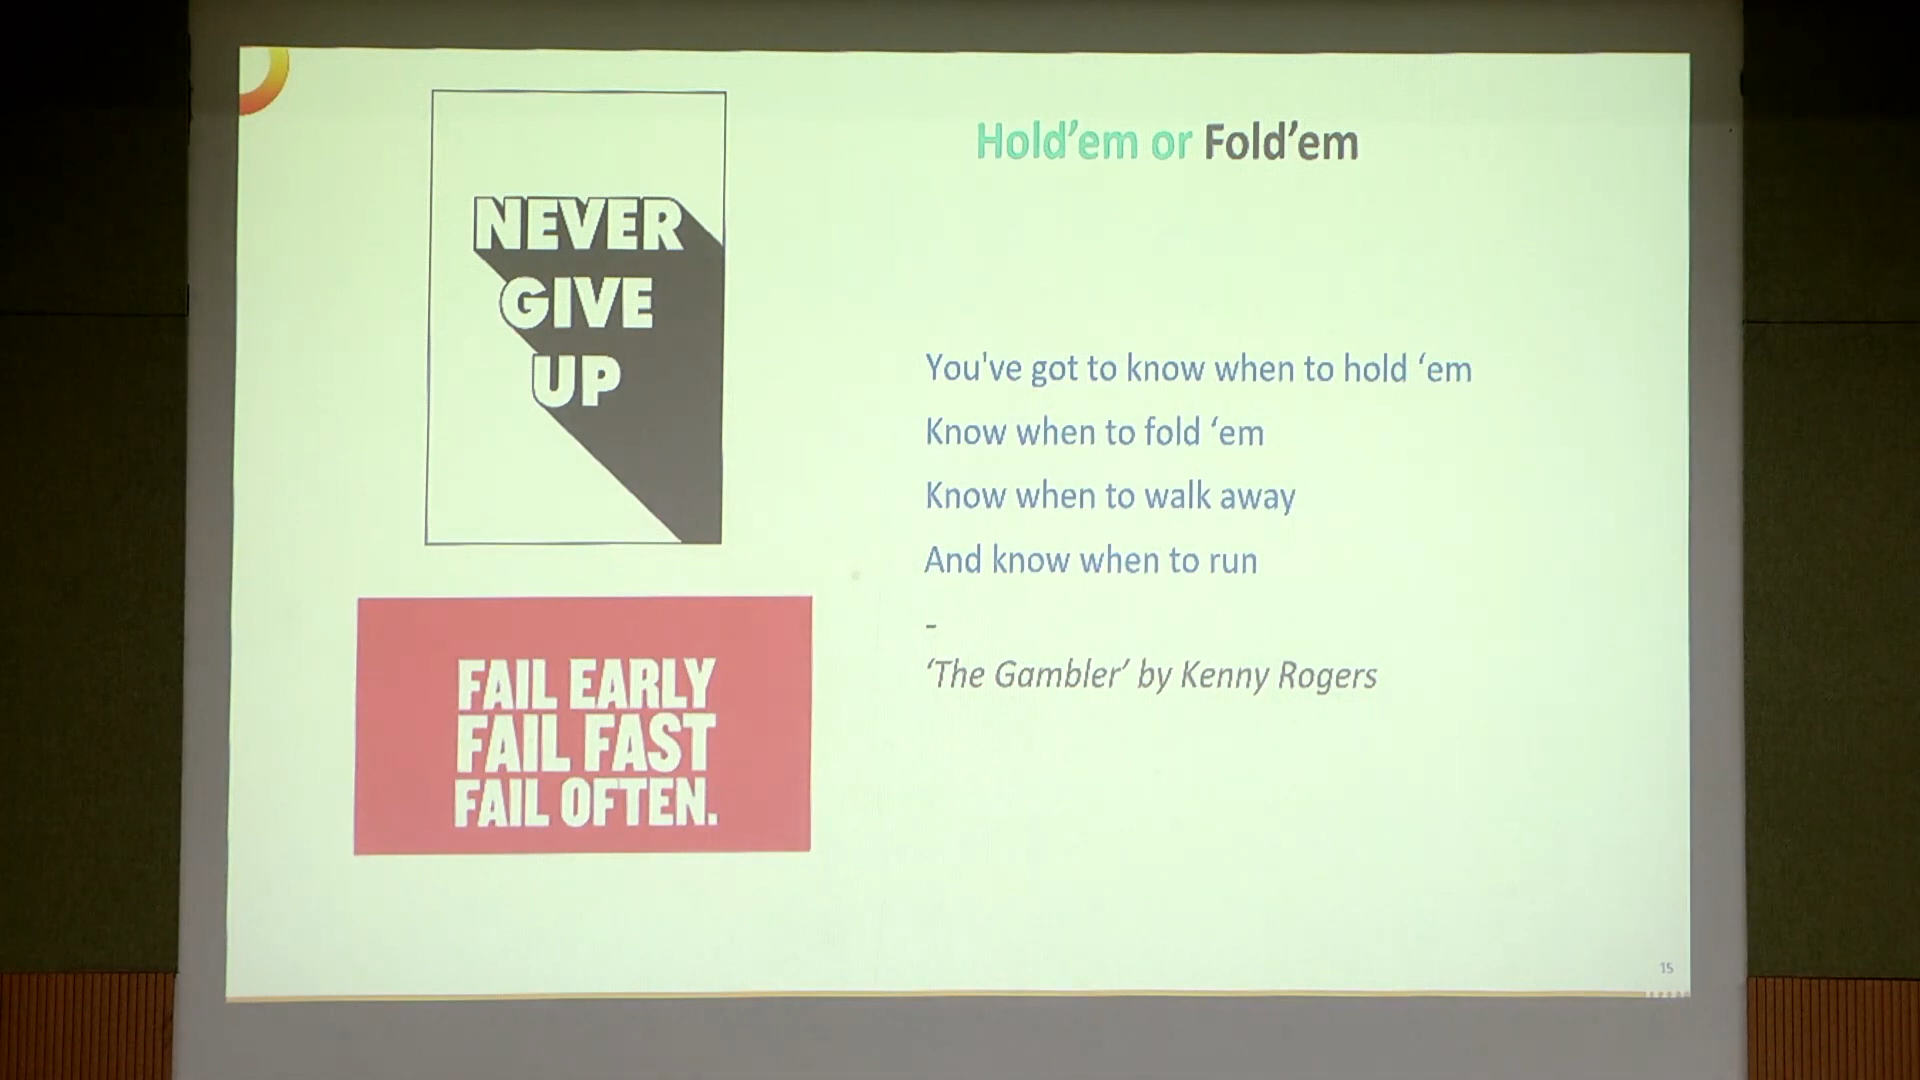 NEVER
GIVE
UP
FAIL EARLY
FAIL FAST
FAIL OFTEN.
Hold’em or Fold’em
You've got to know when to hold ‘em
Know when to fold ‘em
Know when to walk away
And know when to run
-
‘The Gambler’ by Kenny Rogers
15